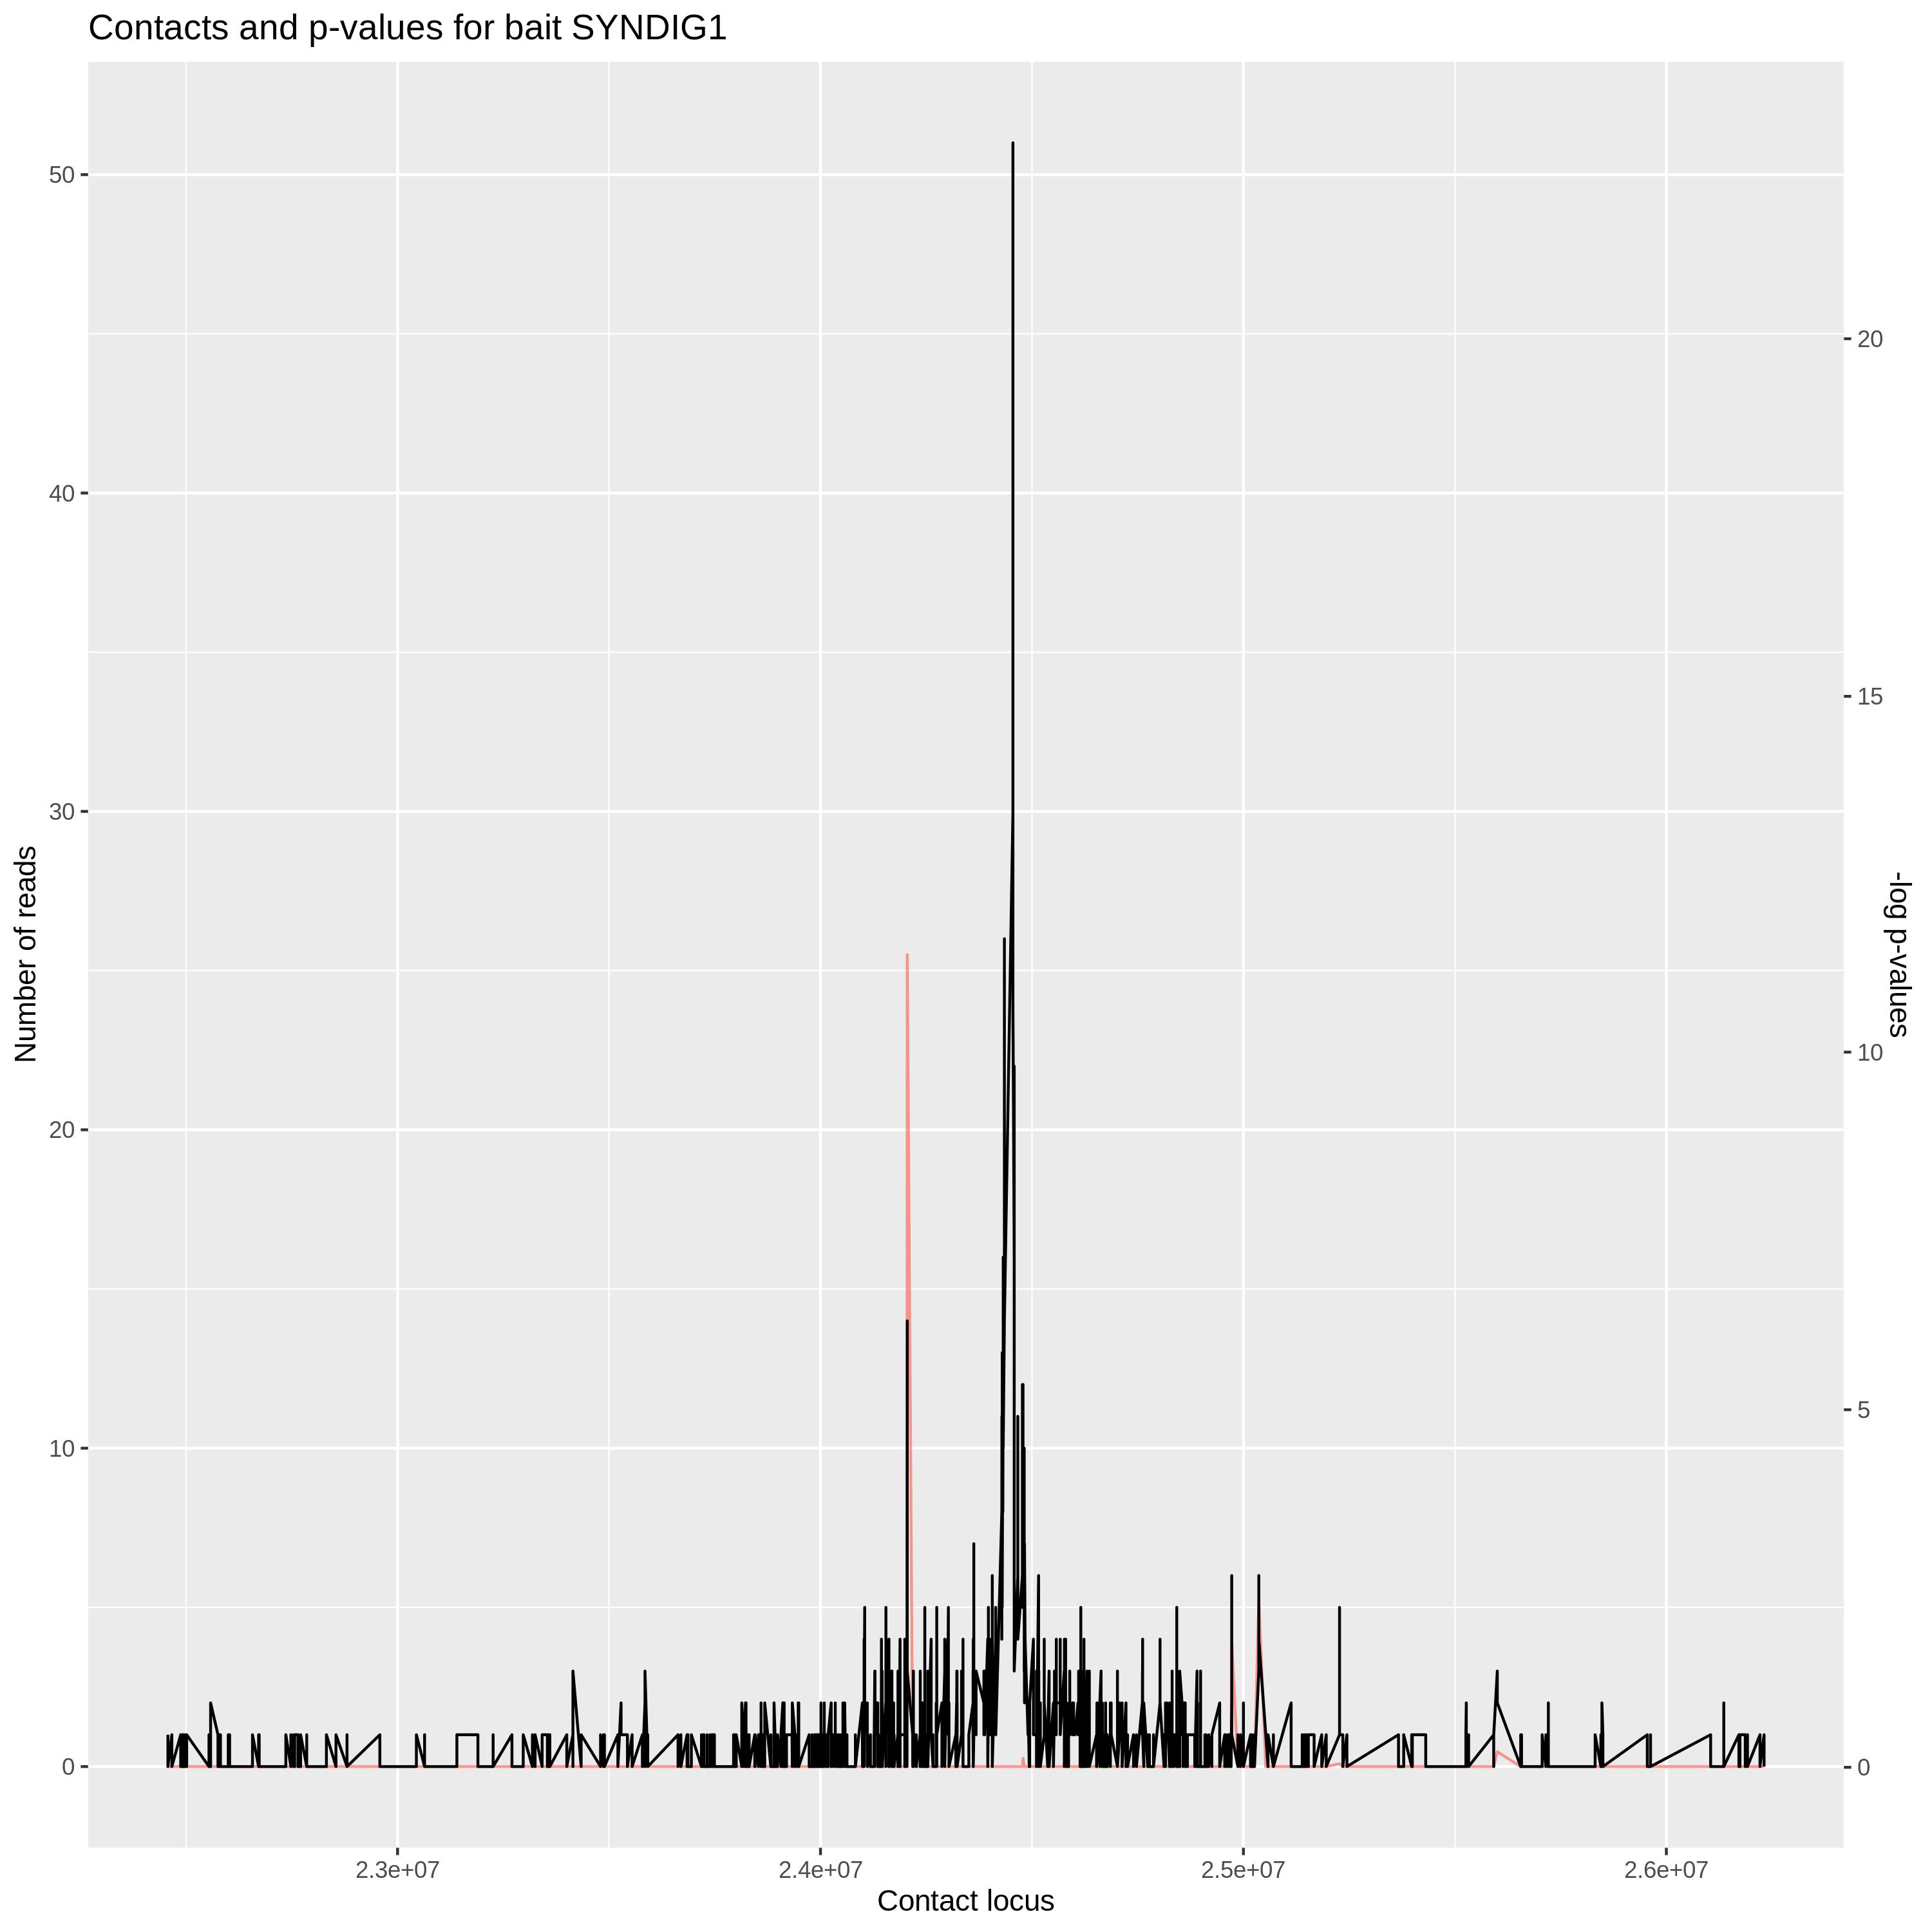 Contacts and p-values for bait SYNDIG1
50
40
30
20
10
0
Number of reads
20
15
10
5
0
-log p-values
2.3e+07
2.4e+07
2.5e+07
2.6e+07
Contact locus